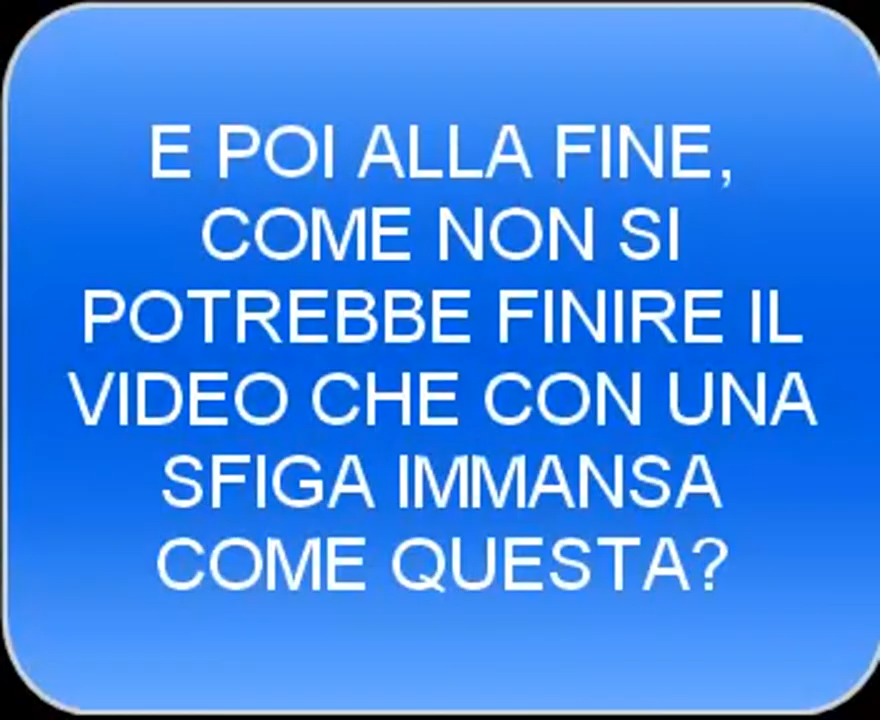 E POI ALLA FINE,
COME NON SI
POTREBBE FINIRE IL
VIDEO CHE CON UNA
SFIGA IMMANSA
COME QUESTA?